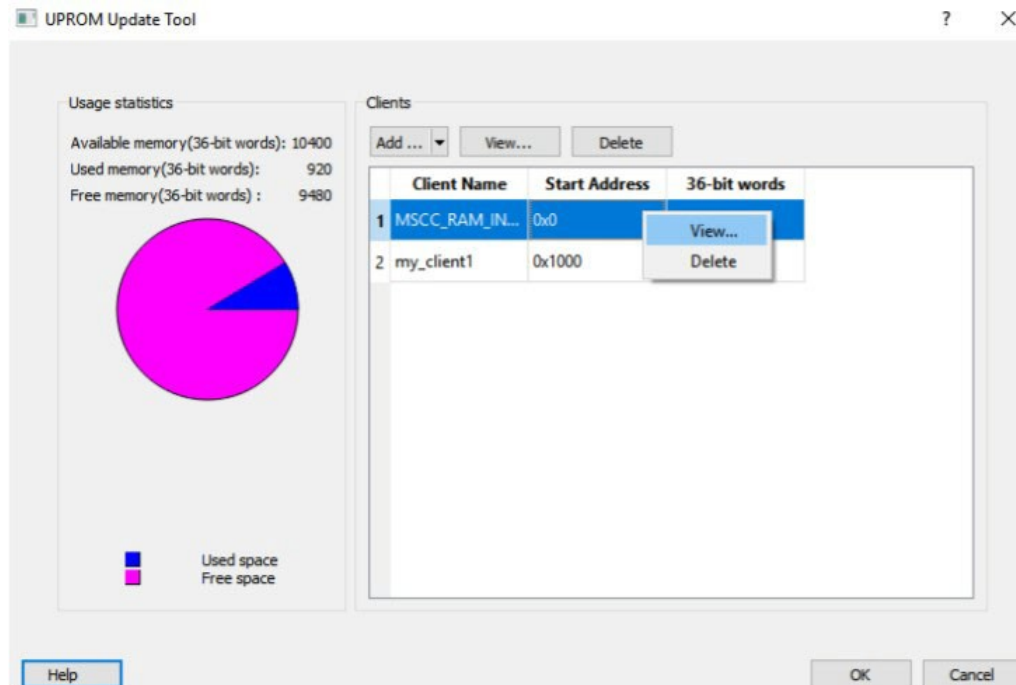 UPROM Update Tool
?
Usage statistics
Available memory(36-bit words): 10400
Used memory(36-bit words): 920
Free memory(36-bit words) : 9480
Used space
Free space
Clients
Add ... View... Delete
Client Name Start Address 36-bit words
1 MSCC_RAM_IN... 0x0
View...
2 my_client1 0x1000
Delete
Help OK Cancel